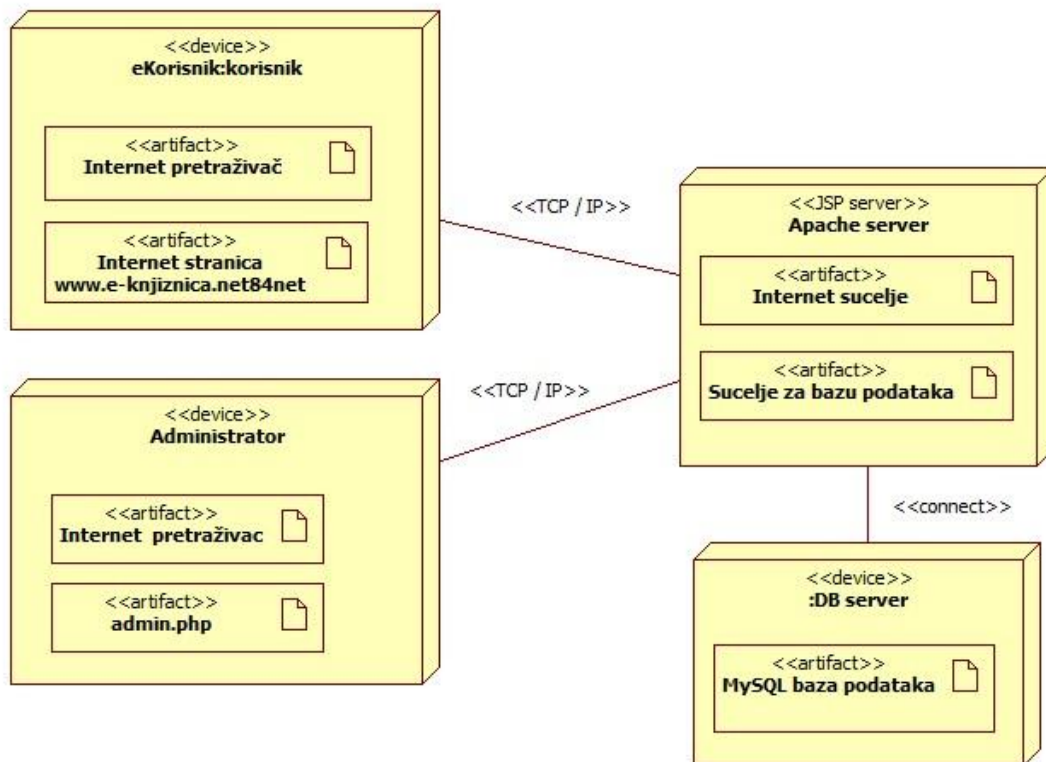 <<device>>
eKorisnik:korisnik
<<artifact>>
Internet pretraživač
<<artifact>>
Internet stranica
www.e-knjiznica.net84net
<<TCP / IP>>
<<JSP server>>
Apache server
<<artifact>>
Internet sucelje
<<artifact>>
Sucelje za bazu podataka
<<TCP / IP>>
<<device>>
Administrator
<<artifact>>
Internet pretraživac
<<artifact>>
admin.php
<<connect>>
<<device>>
:DB server
<<artifact>>
MySQL baza podataka